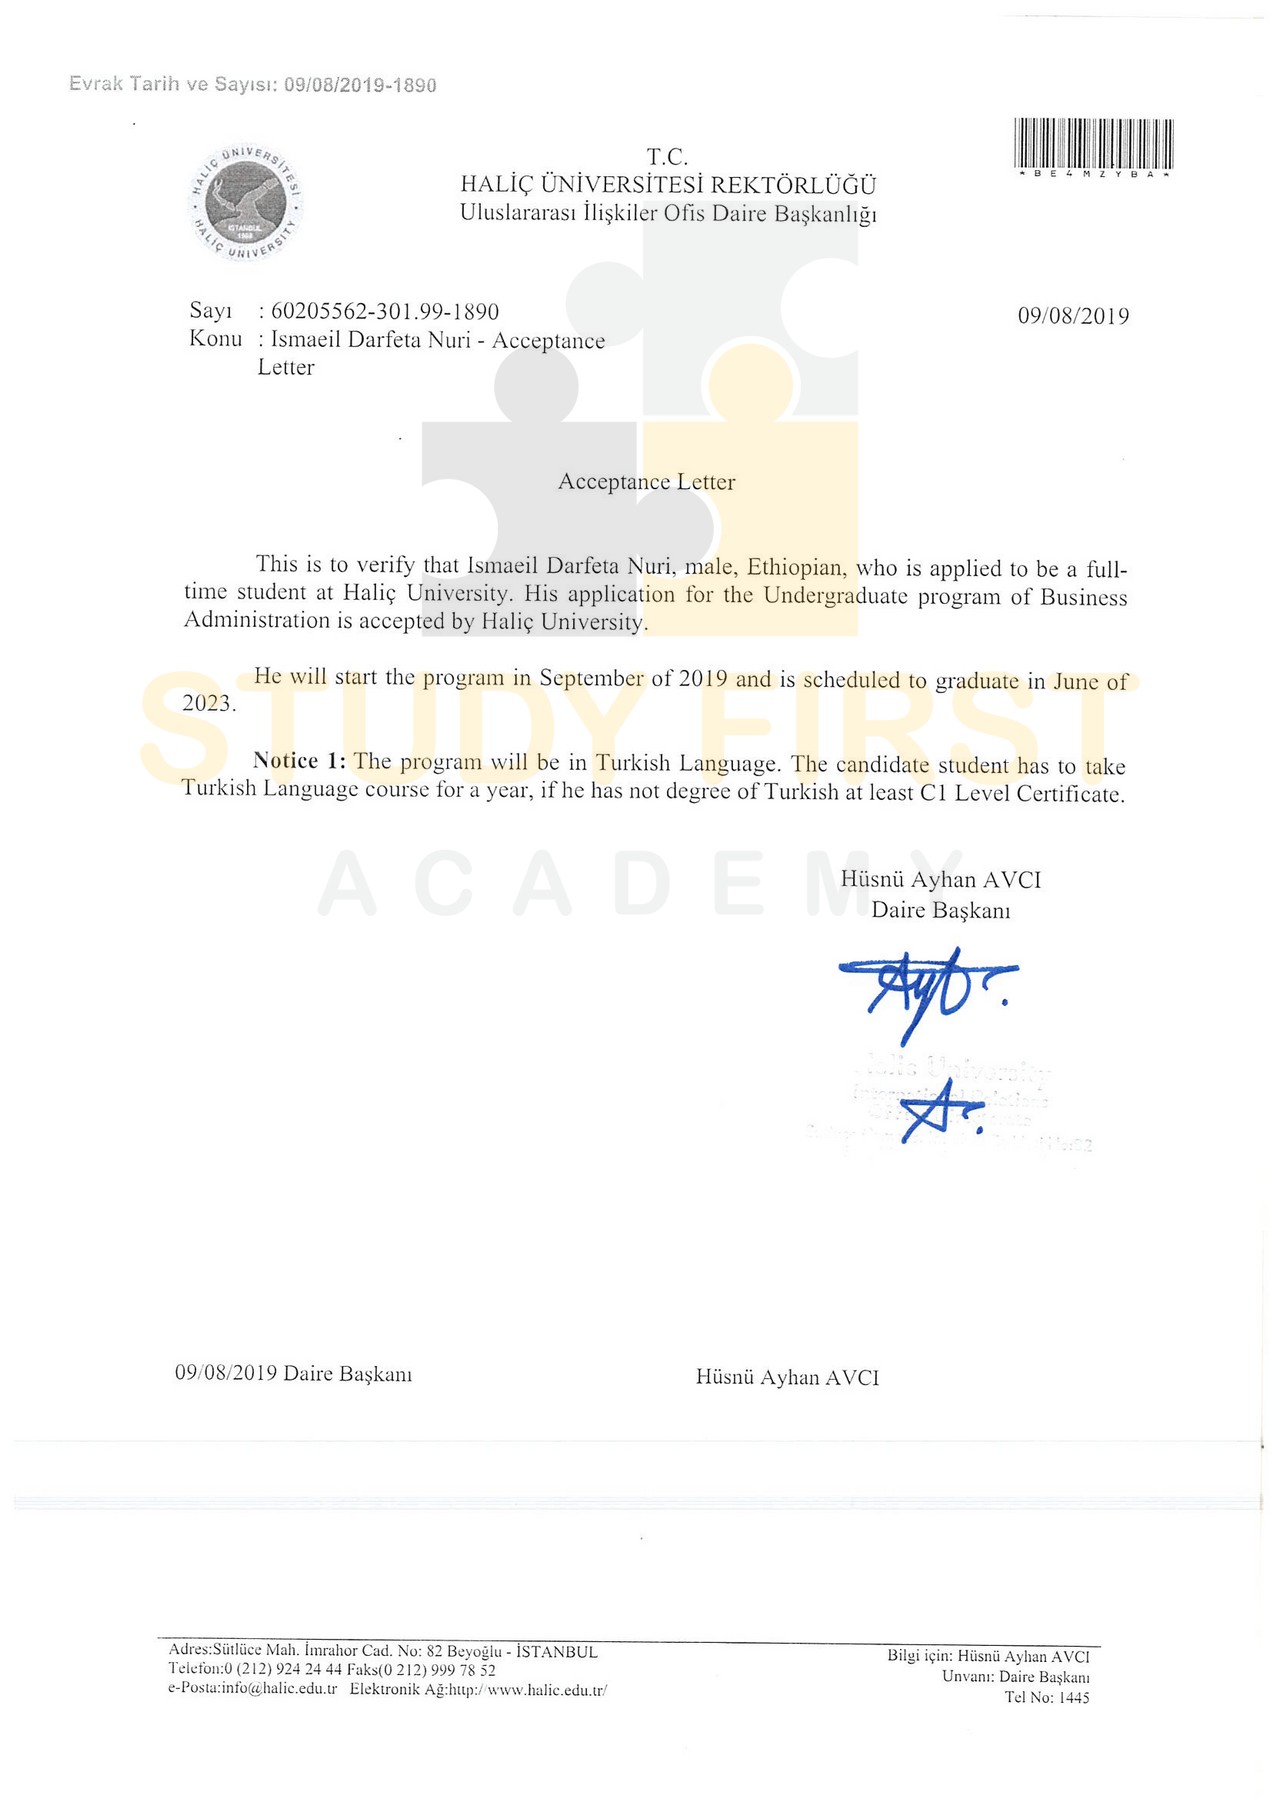 Evrak Tarih ve Sayısı: 09/08/2019-1890
HALİÇ ÜNİVERSİTESİ
HALİÇ UNIVERSITY
İSTANBUL
1998
T.C.
HALİÇ ÜNİVERSİTESİ REKTÖRLÜĞÜ
Uluslararası İlişkiler Ofis Daire Başkanlığı
*BE4MZYBA*
Sayı : 60205562-301.99-1890
09/08/2019
Konu : Ismaeil Darfeta Nuri - Acceptance
Letter
Acceptance Letter
This is to verify that Ismaeil Darfeta Nuri, male, Ethiopian, who is applied to be a full-
time student at Haliç University. His application for the Undergraduate program of Business
Administration is accepted by Haliç University.
He will start the program in September of 2019 and is scheduled to graduate in June of
2023.
STUDY FIRST
Notice 1: The program will be in Turkish Language. The candidate student has to take
Turkish Language course for a year, if he has not degree of Turkish at least C1 Level Certificate.
ACADEMY
Hüsnü Ayhan AVCI
Daire Başkanı
Haliç University
09/08/2019 Daire Başkanı
Hüsnü Ayhan AVCI
Adres:Sütlüce Mah. İmrahor Cad. No: 82 Beyoğlu - İSTANBUL
Telefon:0 (212) 924 24 44 Faks(0 212) 999 78 52
e-Posta:info@halic.edu.tr Elektronik Ağ:http://www.halic.edu.tr/
Bilgi için: Hüsnü Ayhan AVCI
Unvanı: Daire Başkanı
Tel No: 1445